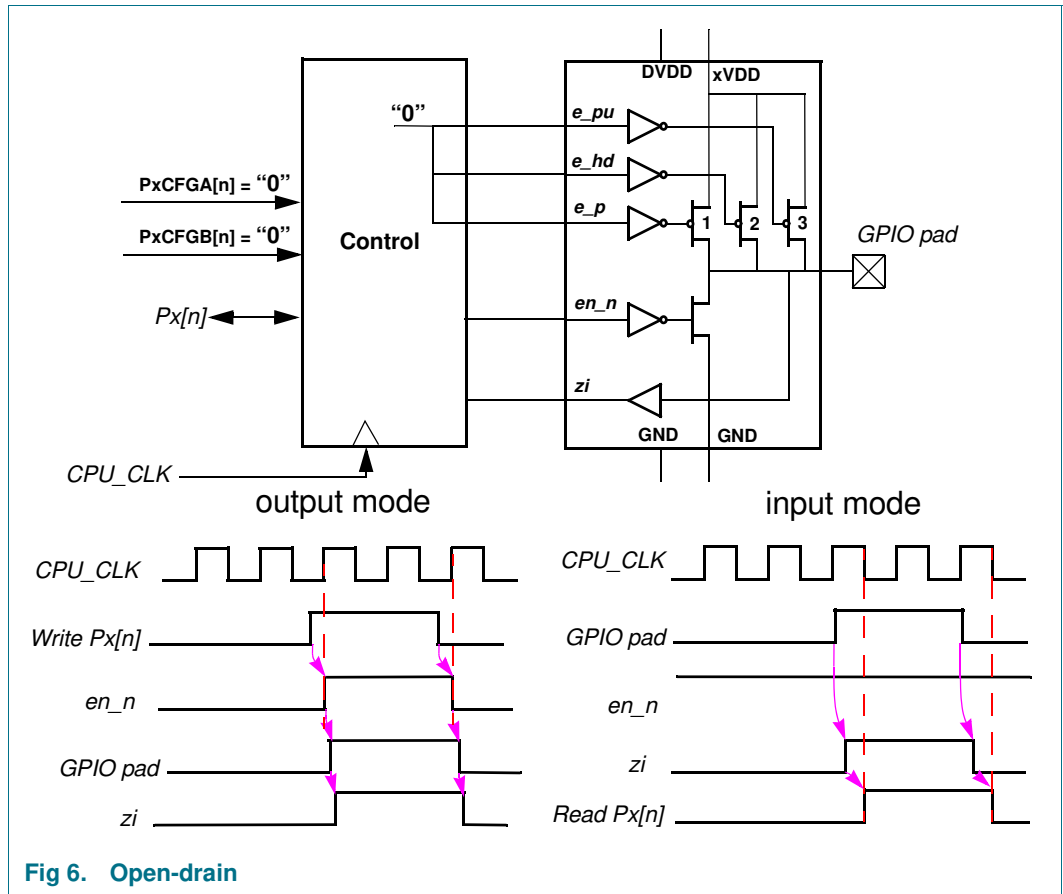 DVDD xVDD
“0” e_pu
e_hd
PxCFGA[n] = “0”
e_p 1 2 3
GPIO pad
PxCFGB[n] = “0” Control
Px[n] en_n
zi
GND GND
CPU_CLK
output mode input mode
CPU_CLK
Write Px[n]
en_n
GPIO pad
zi
CPU_CLK
GPIO pad
en_n
zi
Read Px[n]
Fig 6. Open-drain